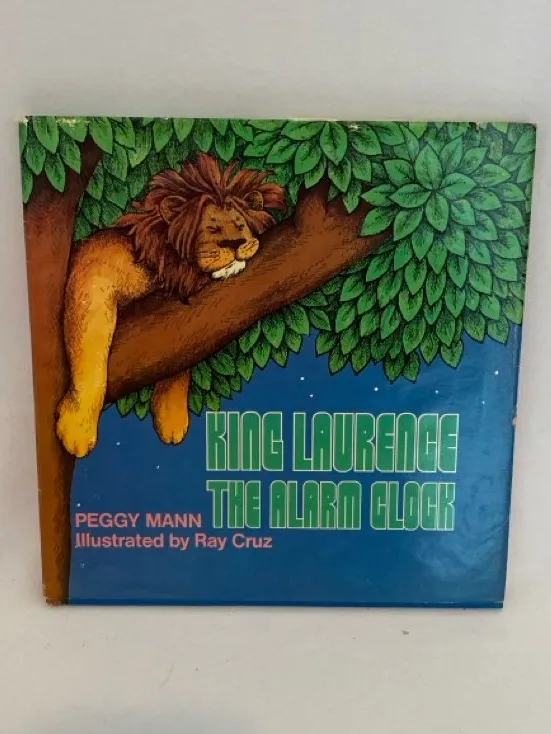 KING LAURENCE
THE ALARM CLOCK
PEGGY MANN
Illustrated by Ray Cruz